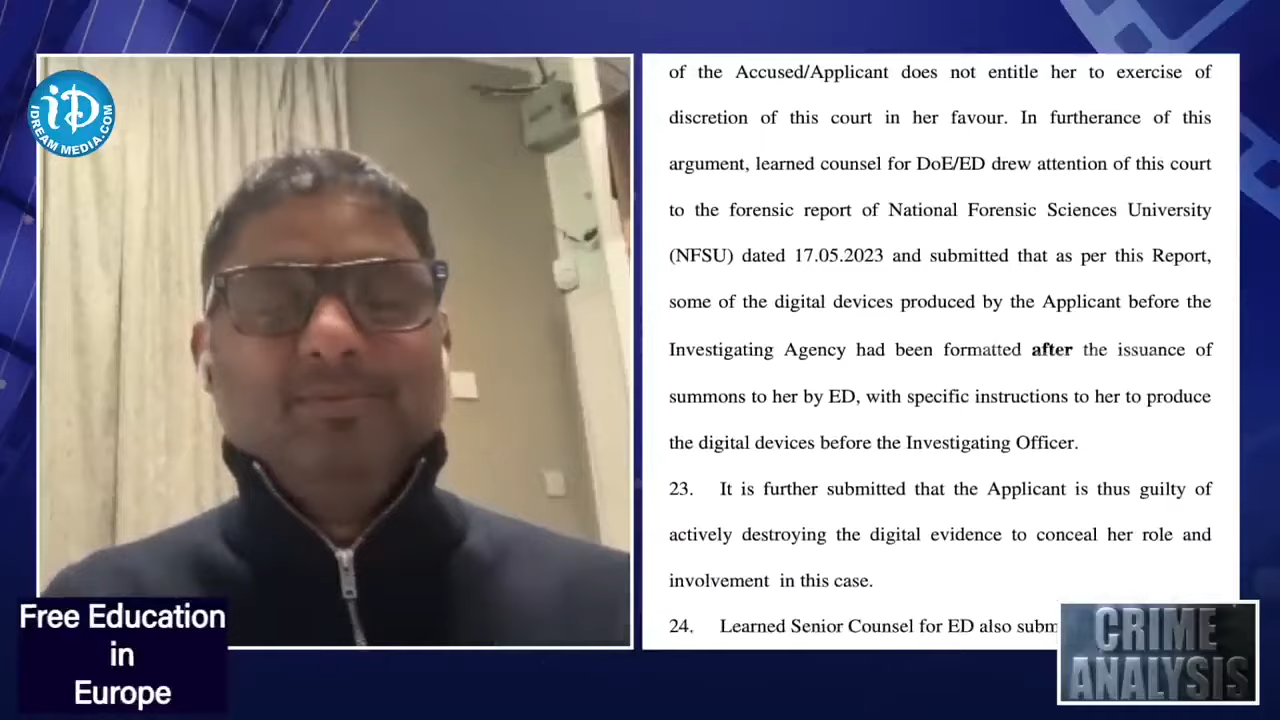 iD
IDREAM MEDIA.COM
of the Accused/Applicant does not entitle her to exercise of
discretion of this court in her favour. In furtherance of this
argument, learned counsel for DoE/ED drew attention of this court
to the forensic report of National Forensic Sciences University
(NFSU) dated 17.05.2023 and submitted that as per this Report,
some of the digital devices produced by the Applicant before the
Investigating Agency had been formatted after the issuance of
summons to her by ED, with specific instructions to her to produce
the digital devices before the Investigating Officer.
23. It is further submitted that the Applicant is thus guilty of
actively destroying the digital evidence to conceal her role and
involvement in this case.
24. Learned Senior Counsel for ED also subm
Free Education
in
Europe
CRIME
ANALYSIS